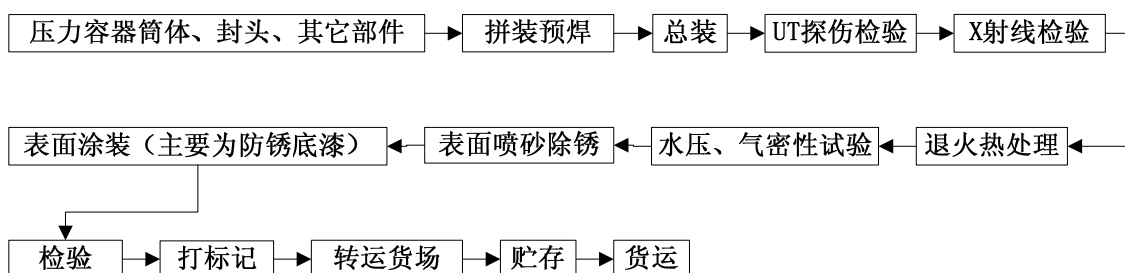 压力容器筒体、封头、其它部件
拼装预焊
总装
UT探伤检验
X射线检验
退火热处理
水压、气密性试验
表面喷砂除锈
表面涂装（主要为防锈底漆）
检验
打标记
转运货场
贮存
货运